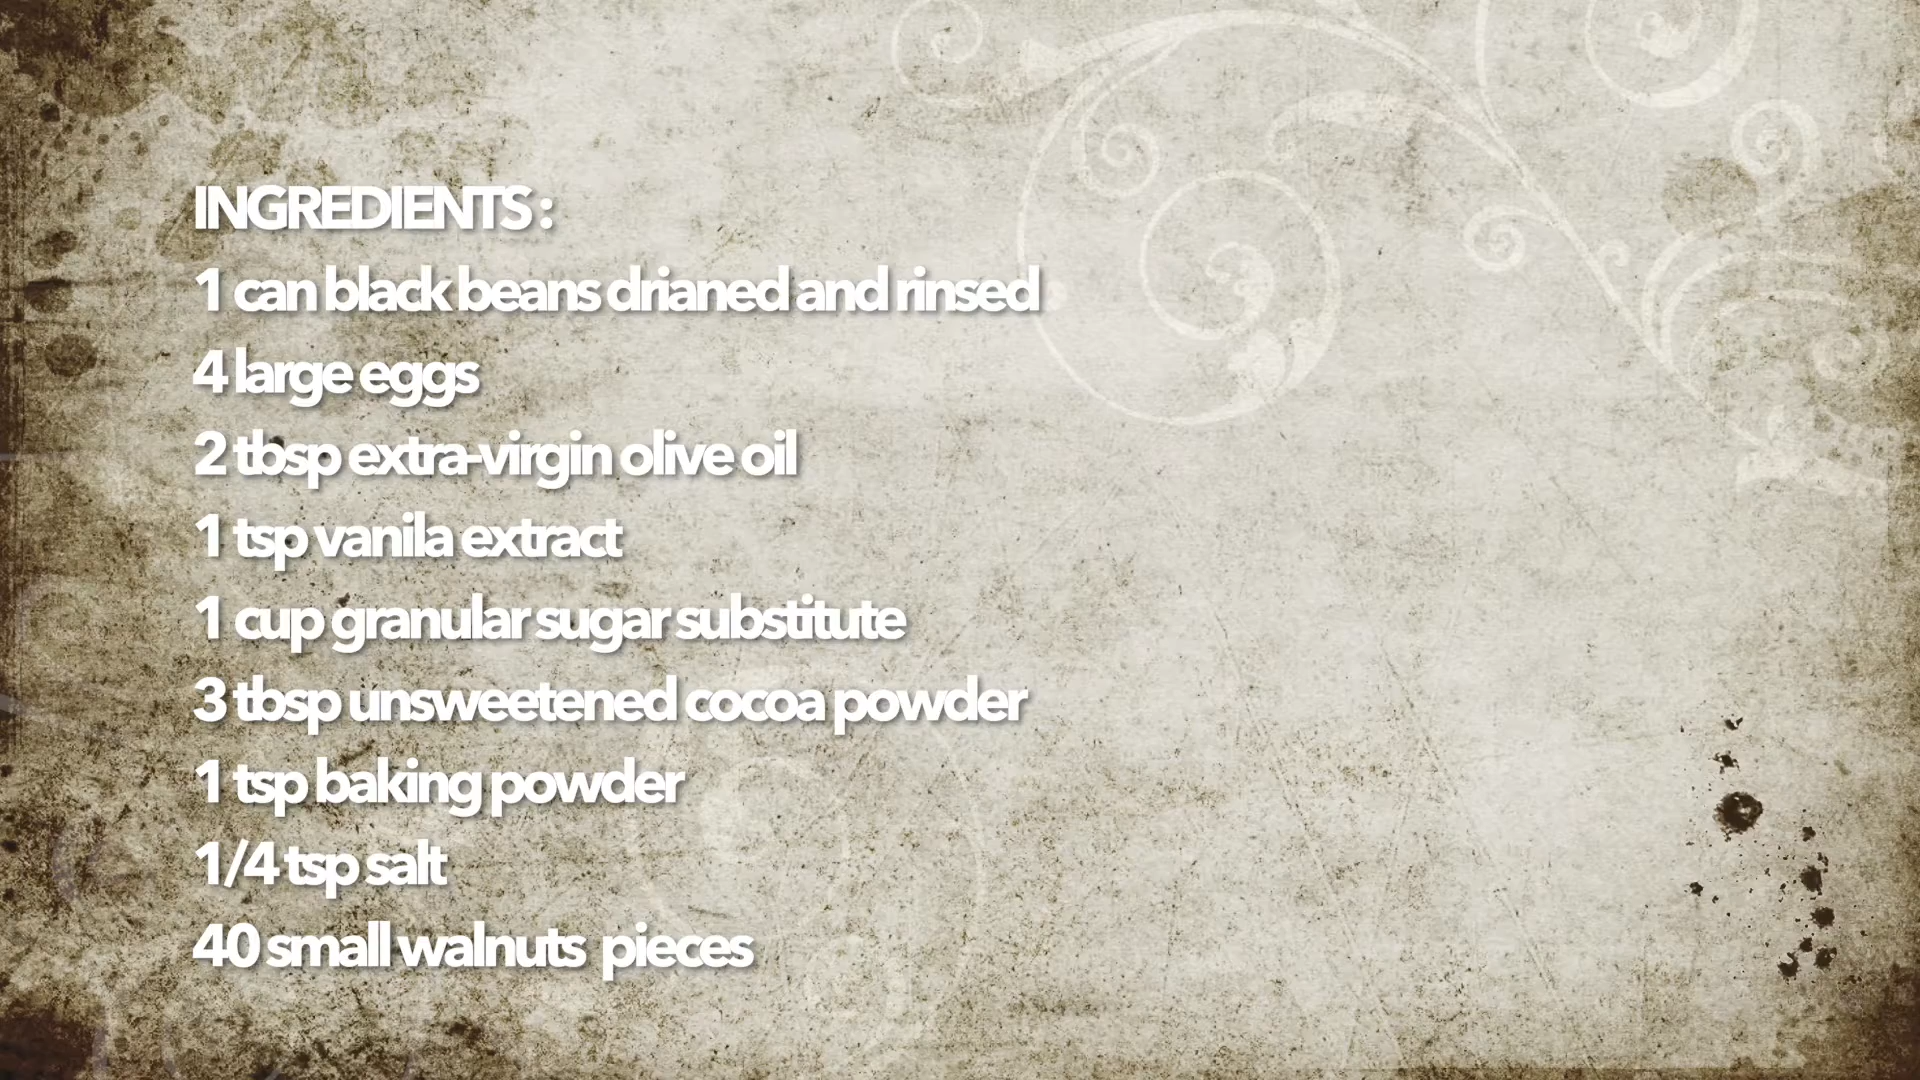 INGREDIENTS :
1 can black beans drianed and rinsed
4 large eggs
2 tbsp extra-virgin olive oil
1 tsp vanila extract
1 cup granular sugar substitute
3 tbsp unsweetened cocoa powder
1 tsp baking powder
1/4 tsp salt
40 small walnuts  pieces